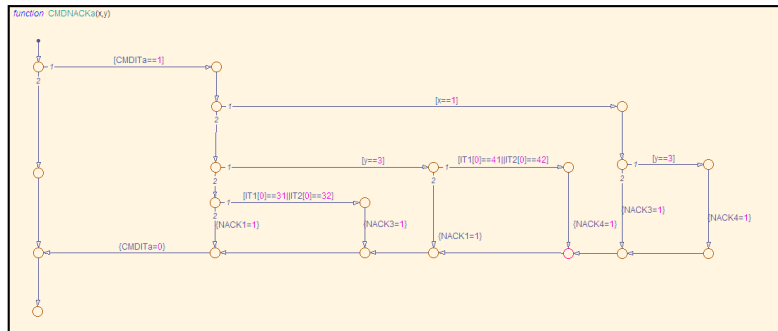 function CMDNACKa(x,y)
1 [CMDITa==1]
2
1 [x==1]
2
1 [y==3] 1 [IT1[0]==41||IT2[0]==42] 1 [y==3]
2 2 2
1 [IT1[0]==31||IT2[0]==32]
2
{NACK1=1} {NACK3=1} {NACK1=1} {NACK4=1} {NACK3=1} {NACK4=1}
{CMDITa=0}